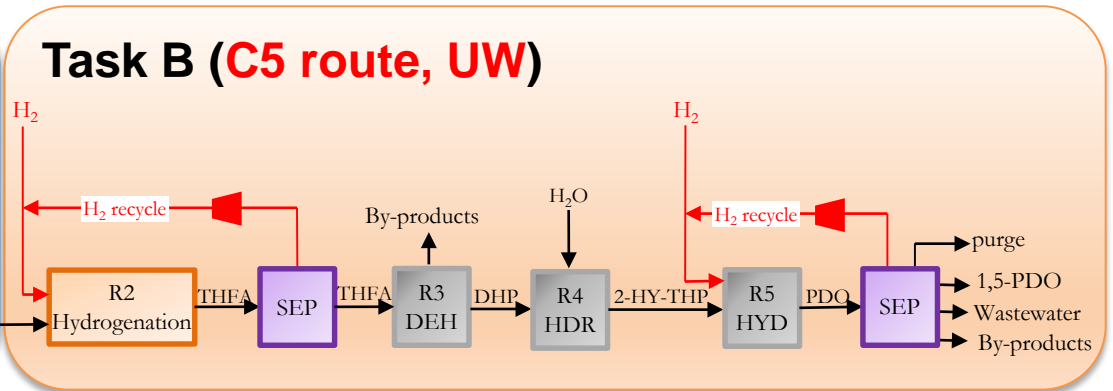 Task B (C5 route, UW)
H2
H2
H2O
H2 recycle
By-products
H2 recycle
purge
R2
Hydrogenation
THFA
SEP
THFA
R3
DEH
DHP
R4
HDR
2-HY-THP
R5
HYD
PDO
SEP
1,5-PDO
Wastewater
By-products